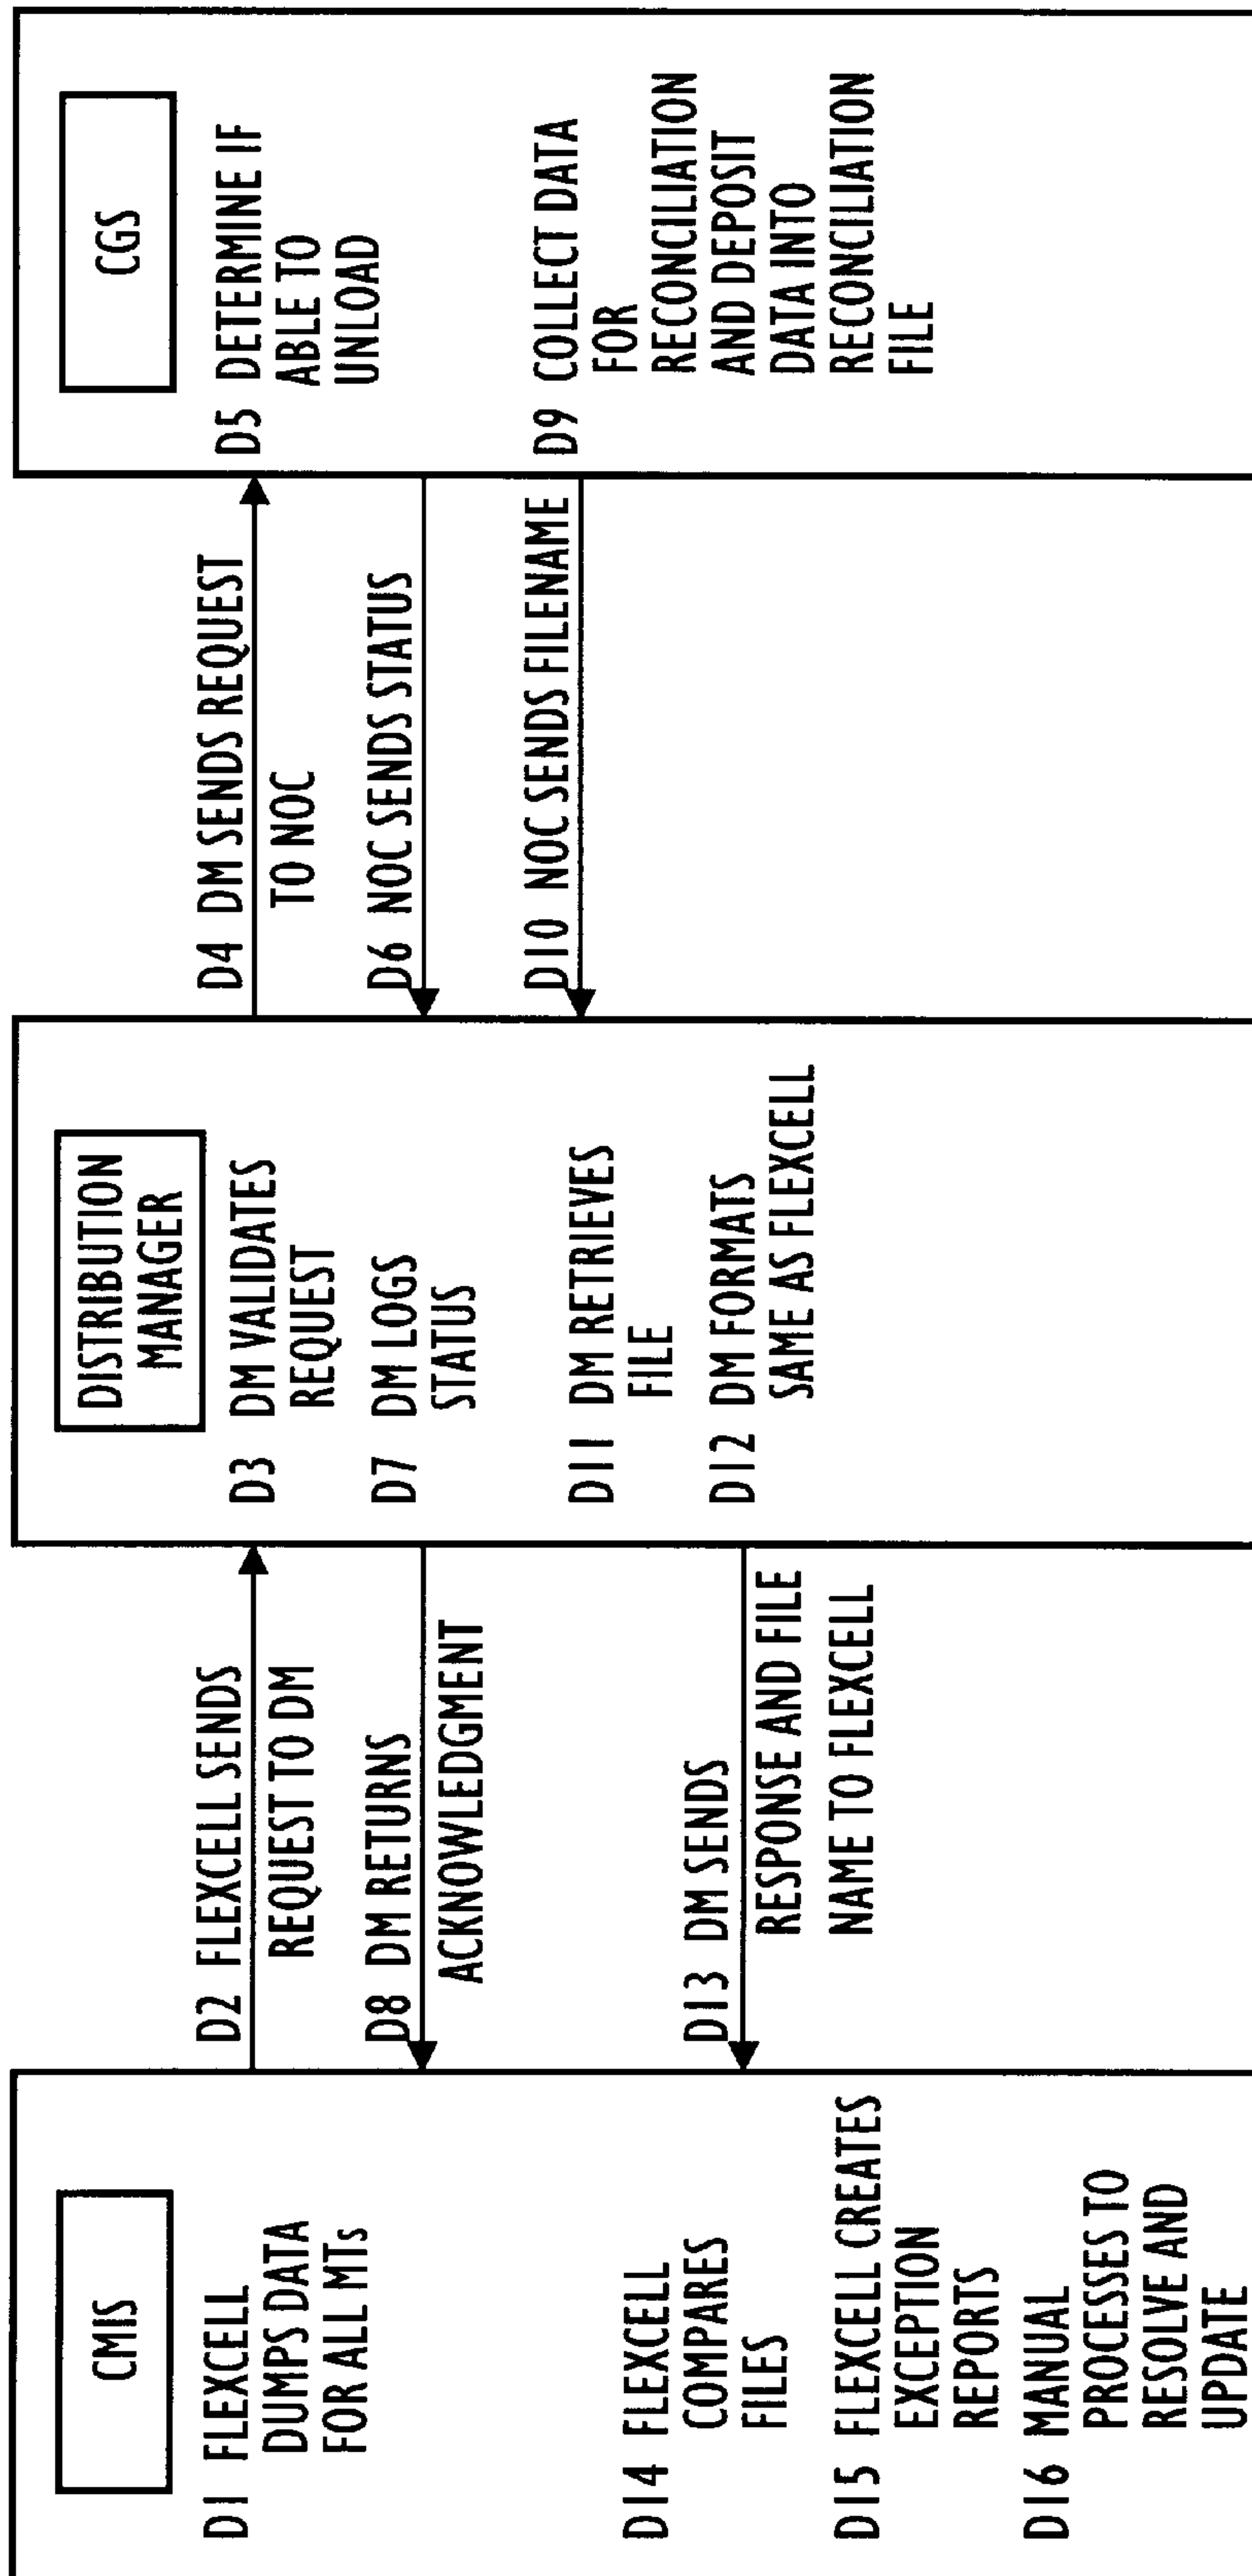 CMIS
D1 FLEXCELL
DUMPS DATA
FOR ALL MTs
D14 FLEXCELL
COMPARES
FILES
D15 FLEXCELL CREATES
EXCEPTION
REPORTS
D16 MANUAL
PROCESSES TO
RESOLVE AND
UPDATE
D2 FLEXCELL SENDS
REQUEST TO DM
D8 DM RETURNS
ACKNOWLEDGMENT
D13 DM SENDS
RESPONSE AND FILE
NAME TO FLEXCELL
DISTRIBUTION
MANAGER
D3 DM VALIDATES
REQUEST
D7 DM LOGS
STATUS
D11 DM RETRIEVES
FILE
D12 DM FORMATS
SAME AS FLEXCELL
D4 DM SENDS REQUEST
TO NOC
D6 NOC SENDS STATUS
D10 NOC SENDS FILENAME
CGS
D5 DETERMINE IF
ABLE TO
UNLOAD
D9 COLLECT DATA
FOR
RECONCILIATION
AND DEPOSIT
DATA INTO
RECONCILIATION
FILE